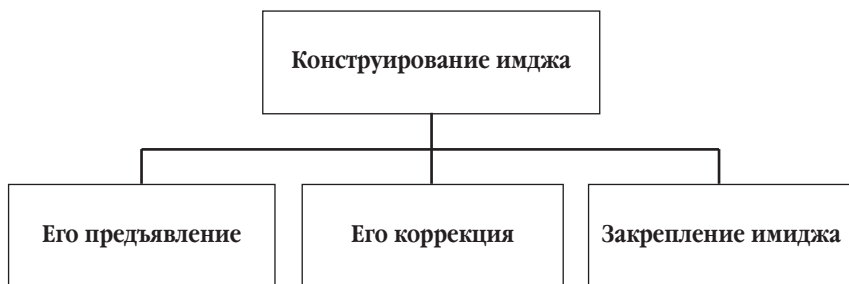 Конструирование имджа
Его предъявление
Его коррекция
Закрепление имиджа